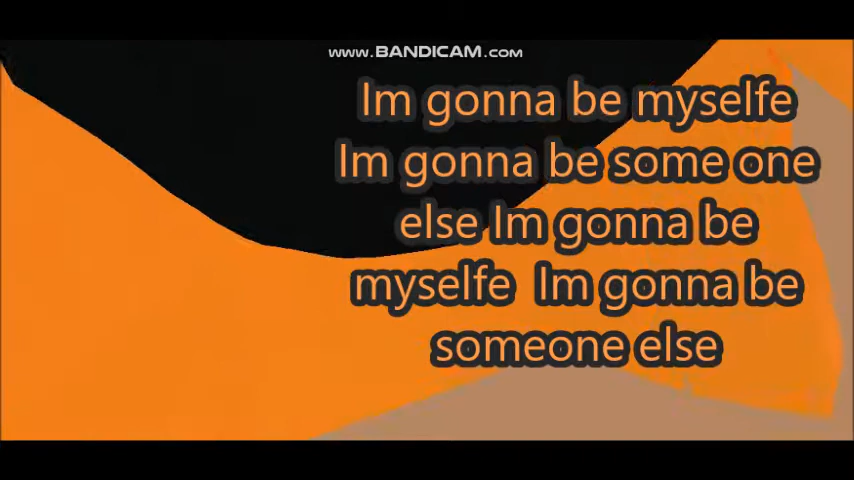 www.BANDICAM.com
Im gonna be myselfe
Im gonna be some one
else Im gonna be
myselfe  Im gonna be
someone else